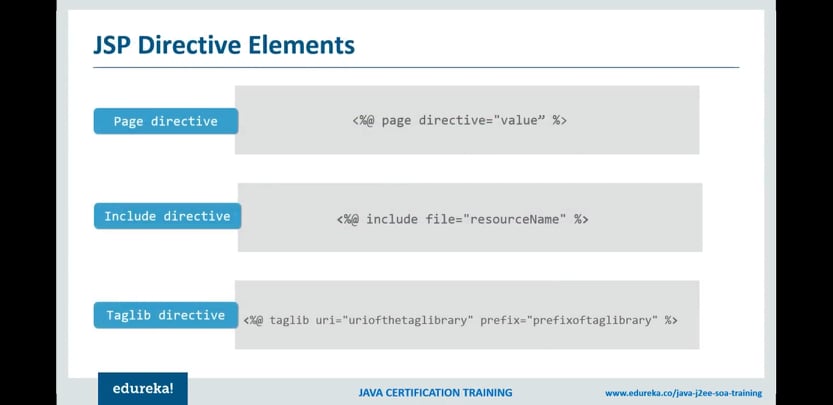 JSP Directive Elements
Page directive
<%@ page directive="value” %>
Include directive
<%@ include file="resourceName" %>
Taglib directive
<%@ taglib uri="uriofthetaglibrary" prefix="prefixoftaglibrary" %>
edureka!
JAVA CERTIFICATION TRAINING
www.edureka.co/java-j2ee-soa-training